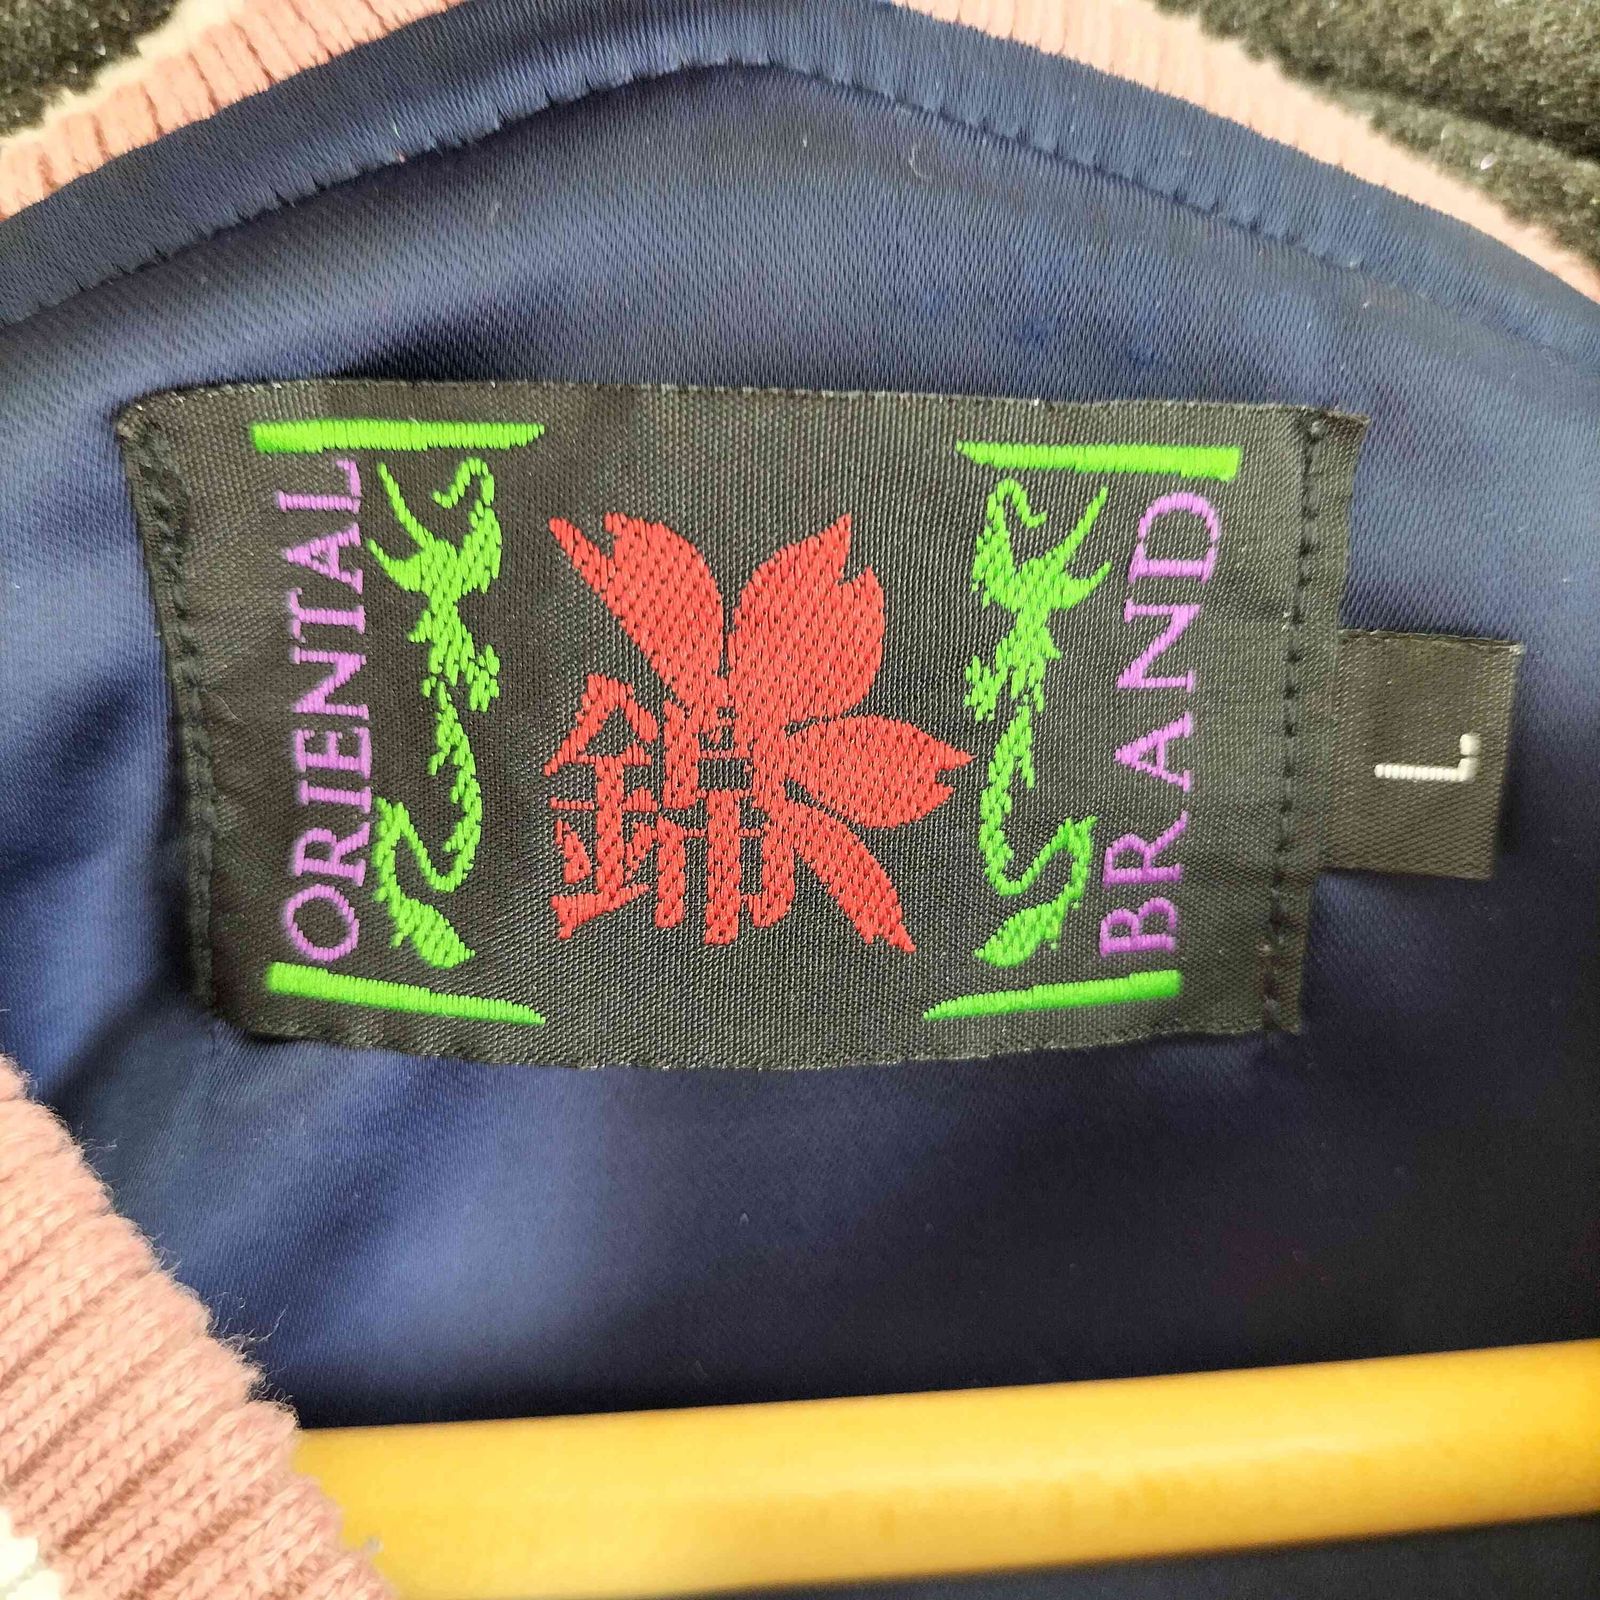 ORIENTAL
錦
BRAND
L